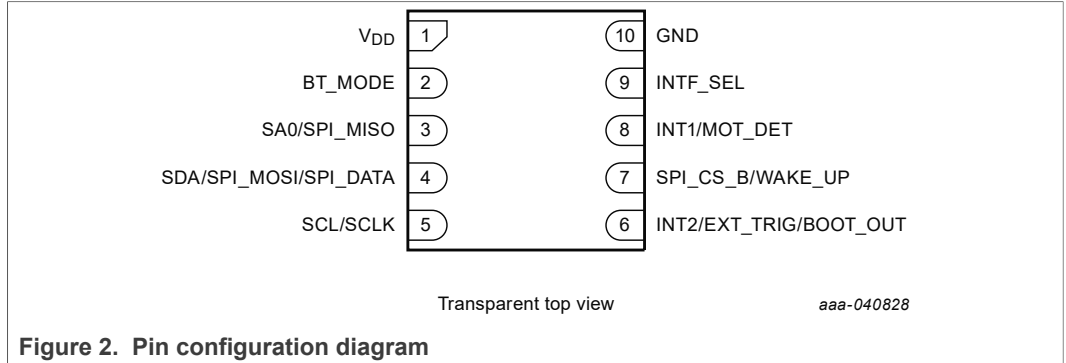 VDD 1 10 GND
BT_MODE 2 9 INTF_SEL
SA0/SPI_MISO 3 8 INT1/MOT_DET
SDA/SPI_MOSI/SPI_DATA 4 7 SPI_CS_B/WAKE_UP
SCL/SCLK 5 6 INT2/EXT_TRIG/BOOT_OUT
Transparent top view aaa-040828
Figure 2. Pin configuration diagram